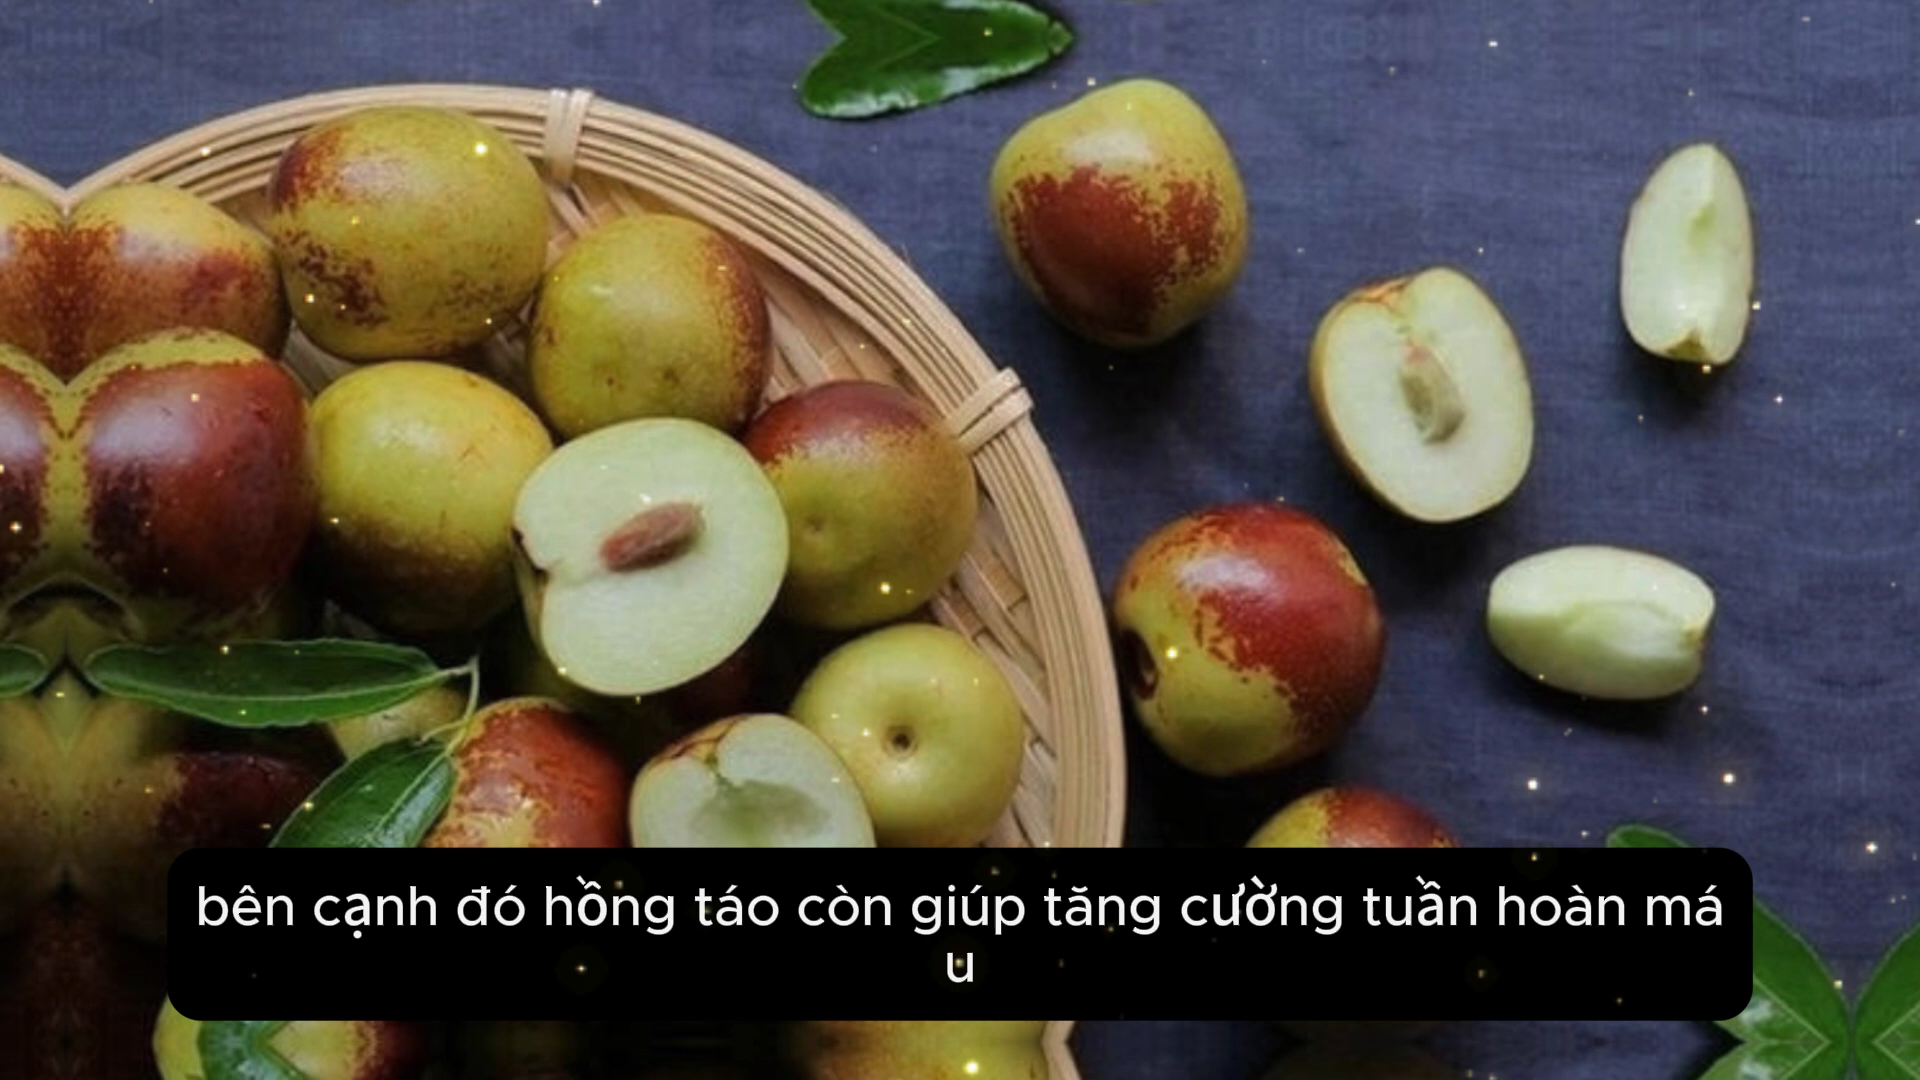 bên cạnh đó hồng táo còn giúp tăng cường tuần hoàn má
u